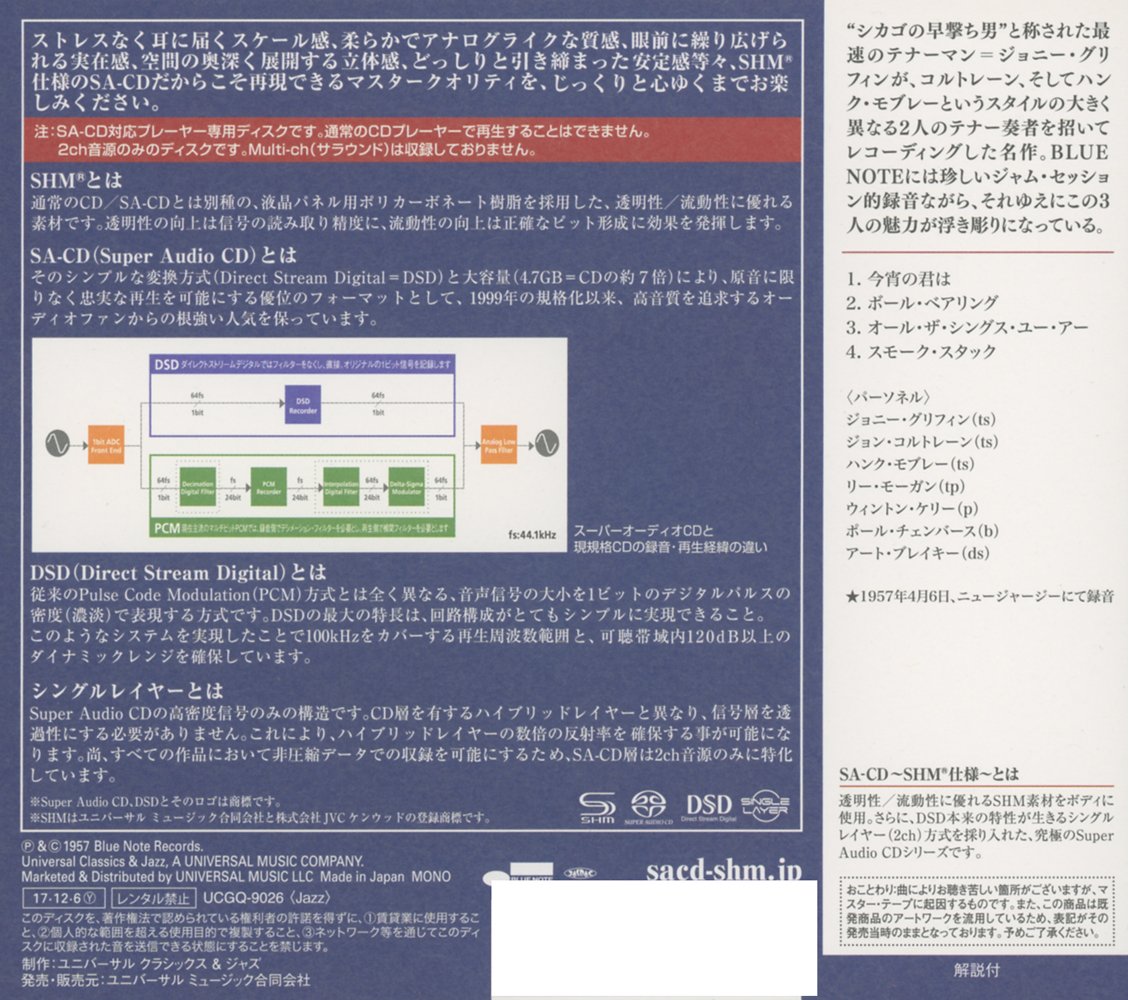 ストレスなく耳に届くスケール感、柔らかでアナログライクな質感、眼前に繰り広げら
れる実在感、空間の奥深く展開する立体感、どっしりと引き締まった安定感等々、SHM®
仕様のSA-CDだからこそ再現できるマスタークオリティを、じっくりと心ゆくまでお楽
しみください。
注:SA-CD対応プレーヤー専用ディスクです。通常のCDプレーヤーで再生することはできません。
2ch音源のみのディスクです。Multi-ch(サラウンド)は収録しておりません。
SHM®とは
通常のCD/SA-CDとは別種の、液晶パネル用ポリカーボネート樹脂を採用した、透明性/流動性に優れる
素材です。透明性の向上は信号の読み取り精度に、流動性の向上は正確なピット形成に効果を発揮します。
SA-CD(Super Audio CD)とは
そのシンプルな変換方式(Direct Stream Digital=DSD)と大容量(4.7GB=CDの約7倍)により、原音に限
りなく忠実な再生を可能にする優位のフォーマットとして、1999年の規格化以来、高音質を追求するオー
ディオファンからの根強い人気を保っています。
DSD ダイレクトストリームデジタルではフィルターをなくし、直接、オリジナルの1ビット信号を記録します
64fs
1bit
DSD
Recorder
64fs
1bit
1bit ADC
Front End
Analog Low
Pass Filter
64fs
1bit
Decimation
Digital Filter
fs
24bit
PCM
Recorder
fs
24bit
Interpolation
Digital Filter
64fs
24bit
Delta-Sigma
Modulator
64fs
1bit
PCM 現在主流のマルチビットPCMでは、録音側でデシメーション・フィルターを必要とし、再生側で補間フィルターを必要とします
fs:44.1kHz
スーパーオーディオCDと
現規格CDの録音・再生経緯の違い
DSD(Direct Stream Digital)とは
従来のPulse Code Modulation(PCM)方式とは全く異なる、音声信号の大小を1ビットのデジタルパルスの
密度(濃淡)で表現する方式です。DSDの最大の特長は、回路構成がとてもシンプルに実現できること。
このようなシステムを実現したことで100kHzをカバーする再生周波数範囲と、可聴帯域内120dB以上の
ダイナミックレンジを確保しています。
シングルレイヤーとは
Super Audio CDの高密度信号のみの構造です。CD層を有するハイブリッドレイヤーと異なり、信号層を透
過性にする必要がありません。これにより、ハイブリッドレイヤーの数倍の反射率を確保する事が可能にな
ります。尚、すべての作品において非圧縮データでの収録を可能にするため、SA-CD層は2ch音源のみに特化
しています。
※Super Audio CD、DSDとそのロゴは商標です。
※SHMはユニバーサル ミュージック合同会社と株式会社 JVC ケンウッドの登録商標です。
SHM
SUPER AUDIO CD
DSD
Direct Stream Digital
SINGLE
LAYER
Ⓟ & Ⓒ 1957 Blue Note Records.
Universal Classics & Jazz, A UNIVERSAL MUSIC COMPANY.
Marketed & Distributed by UNIVERSAL MUSIC LLC Made in Japan MONO
BLUE NOTE
JASRAC
sacd-shm.jp
17・12・6 Ⓨ
レンタル禁止
UCGQ-9026 〈Jazz〉
このディスクを、著作権法で認められている権利者の許諾を得ずに、①賃貸業に使用するこ
と、②個人的な範囲を超える使用目的で複製すること、③ネットワーク等を通じてこのディ
スクに収録された音を送信できる状態にすることを禁じます。
制作:ユニバーサル クラシックス & ジャズ
発売・販売元:ユニバーサル ミュージック合同会社
“シカゴの早撃ち男”と称された最
速のテナーマン=ジョニー・グリ
フィンが、コルトレーン、そしてハン
ク・モブレーというスタイルの大きく
異なる2人のテナー奏者を招いて
レコーディングした名作。BLUE
NOTEには珍しいジャム・セッショ
ン的録音ながら、それゆえにこの3
人の魅力が浮き彫りになっている。
1. 今宵の君は
2. ボール・ベアリング
3. オール・ザ・シングス・ユー・アー
4. スモーク・スタック
〈パーソネル〉
ジョニー・グリフィン(ts)
ジョン・コルトレーン(ts)
ハンク・モブレー(ts)
リー・モーガン(tp)
ウィントン・ケリー(p)
ポール・チェンバース(b)
アート・ブレイキー(ds)
★1957年4月6日、ニュージャージーにて録音
SA-CD~SHM®仕様~とは
透明性/流動性に優れるSHM素材をボディに
使用。さらに、DSD本来の特性が生きるシングル
レイヤー(2ch)方式を採り入れた、究極のSuper
Audio CDシリーズです。
おことわり:曲によりお聴き苦しい箇所がございますが、マ
スター・テープに起因するものです。また、この商品は既
発商品のアートワークを流用しているため、表記がその
発売当時のままとなっております。予めご了承ください。
解説付